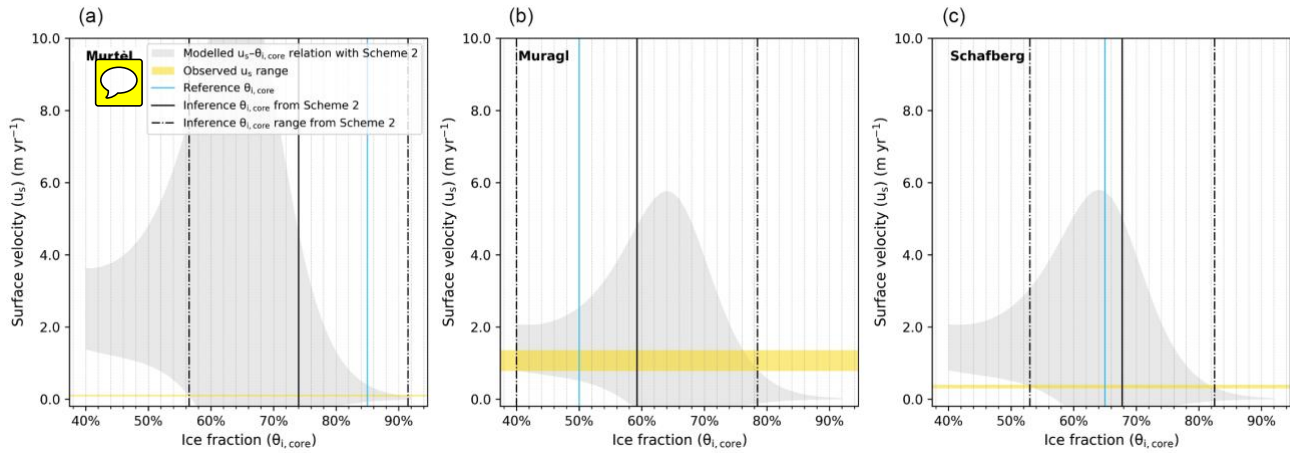 (a)
Murtèl
Modelled uₛ–θᵢ,core relation with Scheme 2
Observed uₛ range
Reference θᵢ,core
Inference θᵢ,core from Scheme 2
Inference θᵢ,core range from Scheme 2
10.0
8.0
6.0
4.0
2.0
0.0
Surface velocity (uₛ) (m yr⁻¹)
40% 50% 60% 70% 80% 90%
Ice fraction (θᵢ,core)
(b)
Muragl
10.0
8.0
6.0
4.0
2.0
0.0
Surface velocity (uₛ) (m yr⁻¹)
40% 50% 60% 70% 80% 90%
Ice fraction (θᵢ,core)
(c)
Schafberg
10.0
8.0
6.0
4.0
2.0
0.0
Surface velocity (uₛ) (m yr⁻¹)
40% 50% 60% 70% 80% 90%
Ice fraction (θᵢ,core)